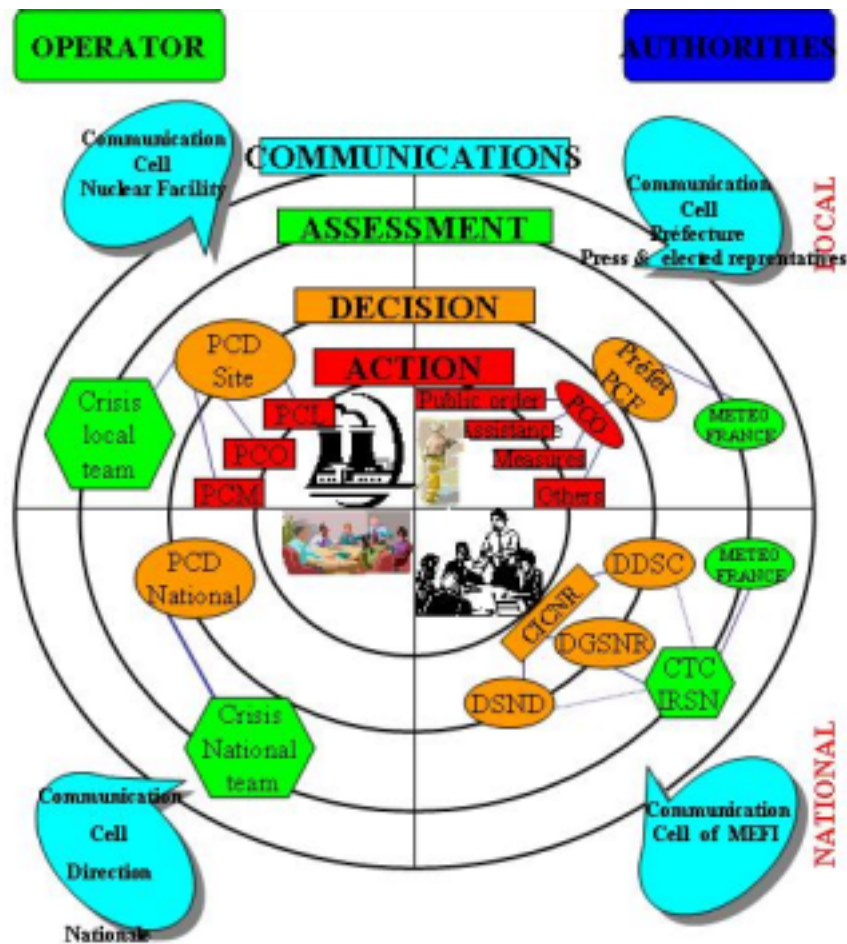 OPERATOR
AUTHORITIES
Communication
Cell
Nuclear Facility
COMMUNICATIONS
Communication
Cell
Préfecture
Press & elected reprentatives
LOCAL
ASSESSMENT
DECISION
ACTION
PCD
Site
Crisis
local
team
PCL
PCO
PCM
Public order
Assistance
Measures
Others
PCO
Préfet
PCF
METEO
FRANCE
PCD
National
Crisis
National
team
DDSC
METEO
FRANCE
CICNR
DGSNR
CTC
IRSN
DSND
Communication
Cell
Direction
Nationale
Communication
Cell of MEFI
NATIONAL